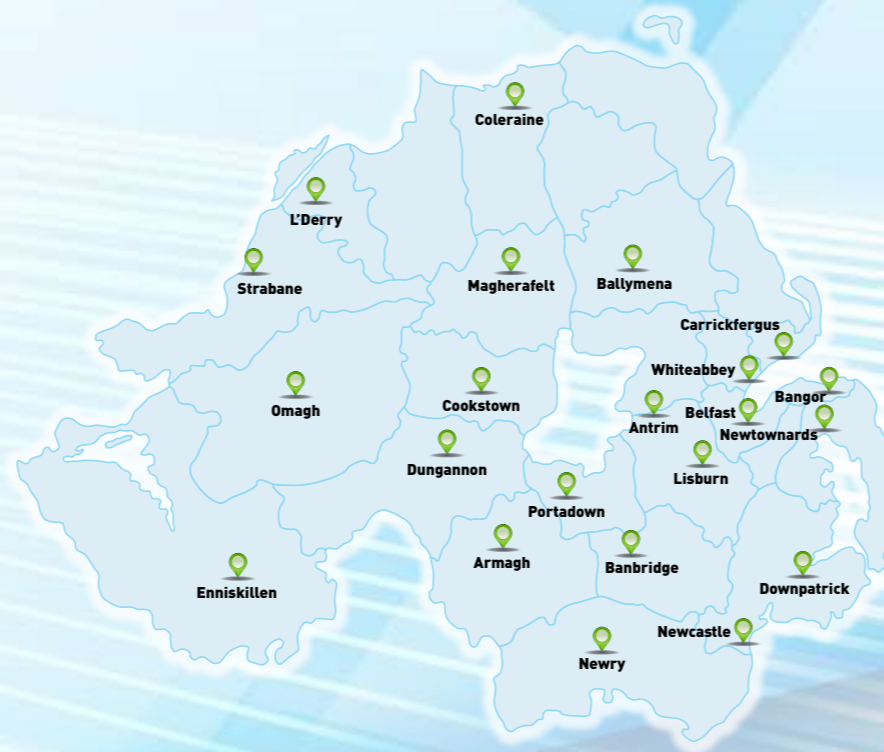 Coleraine
L'Derry
Strabane
Magherafelt
Ballymena
Carrickfergus
Whiteabbey
Omagh
Cookstown
Bangor
Belfast
Antrim
Newtownards
Dungannon
Lisburn
Portadown
Armagh
Banbridge
Downpatrick
Enniskillen
Newcastle
Newry